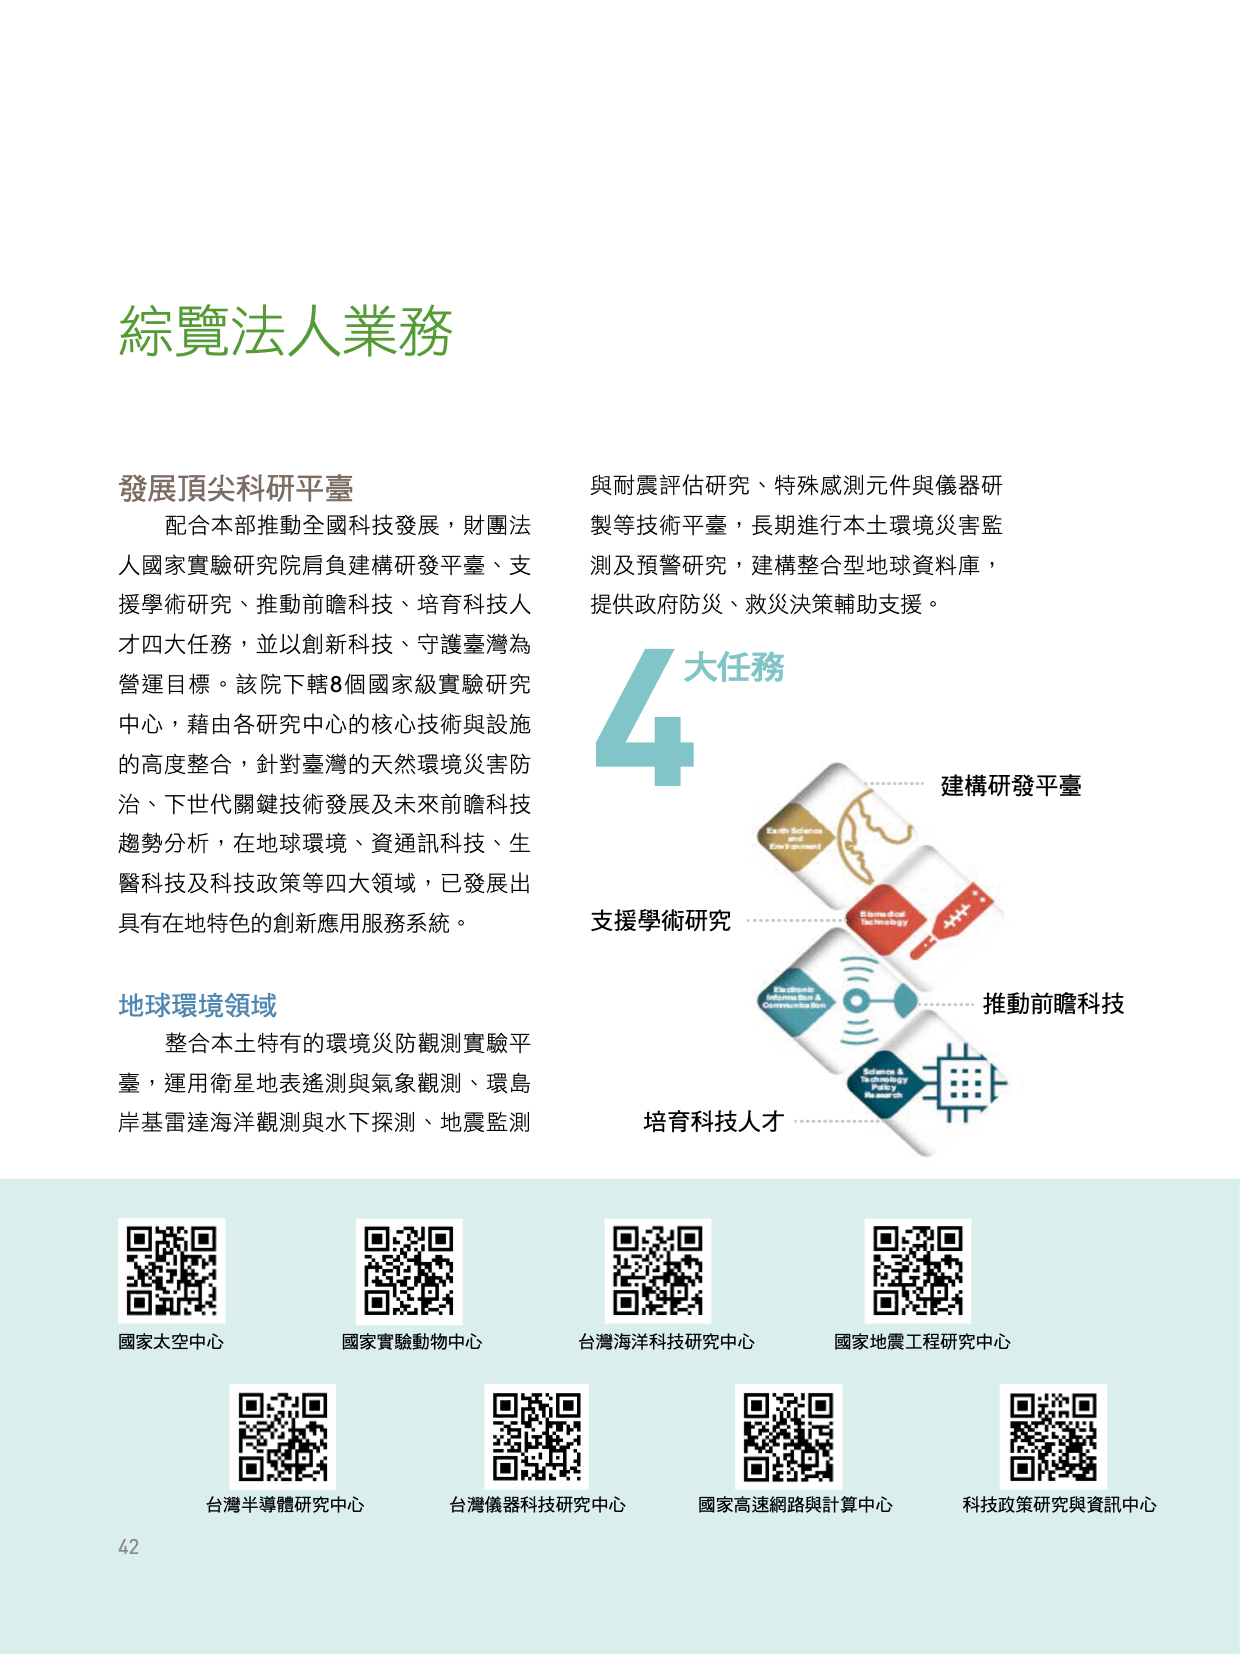 綜覽法人業務
發展頂尖科研平臺
配合本部推動全國科技發展，財團法
人國家實驗研究院肩負建構研發平臺、支
援學術研究、推動前瞻科技、培育科技人
才四大任務，並以創新科技、守護臺灣為
營運目標。該院下轄8個國家級實驗研究
中心，藉由各研究中心的核心技術與設施
的高度整合，針對臺灣的天然環境災害防
治、下世代關鍵技術發展及未來前瞻科技
趨勢分析，在地球環境、資通訊科技、生
醫科技及科技政策等四大領域，已發展出
具有在地特色的創新應用服務系統。
地球環境領域
整合本土特有的環境災防觀測實驗平
臺，運用衛星地表遙測與氣象觀測、環島
岸基雷達海洋觀測與水下探測、地震監測
與耐震評估研究、特殊感測元件與儀器研
製等技術平臺，長期進行本土環境災害監
測及預警研究，建構整合型地球資料庫，
提供政府防災、救災決策輔助支援。
4大任務
建構研發平臺
Earth Science
and
Environment
支援學術研究
Biomedical
Technology
Electronic
Information &
Communication
推動前瞻科技
Science &
Technology
Policy
Research
培育科技人才
國家太空中心
國家實驗動物中心
台灣海洋科技研究中心
國家地震工程研究中心
台灣半導體研究中心
台灣儀器科技研究中心
國家高速網路與計算中心
科技政策研究與資訊中心
42